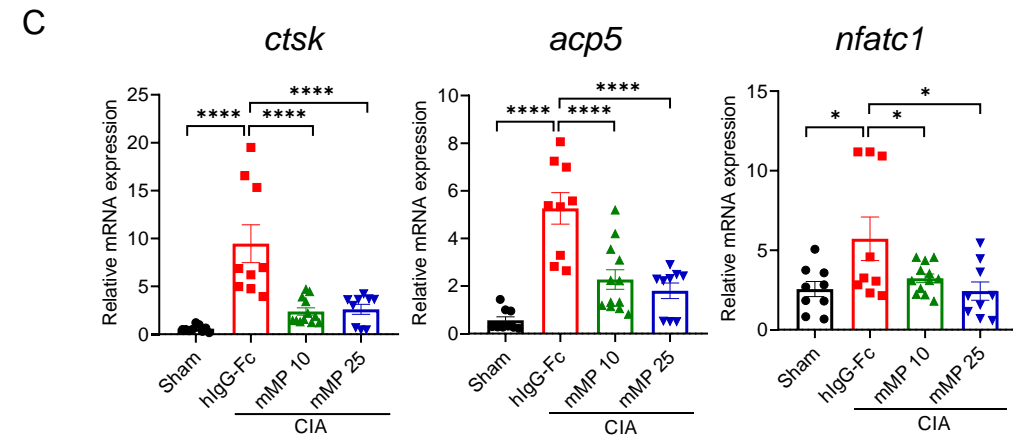 C
ctsk
acp5
nfatc1
Relative mRNA expression
25
20
15
10
5
0
****
****
****
Sham
hIgG-Fc
mMP 10
mMP 25
CIA
Relative mRNA expression
10
8
6
4
2
0
****
****
****
Sham
hIgG-Fc
mMP 10
mMP 25
CIA
Relative mRNA expression
15
10
5
0
*
*
*
Sham
hIgG-Fc
mMP 10
mMP 25
CIA